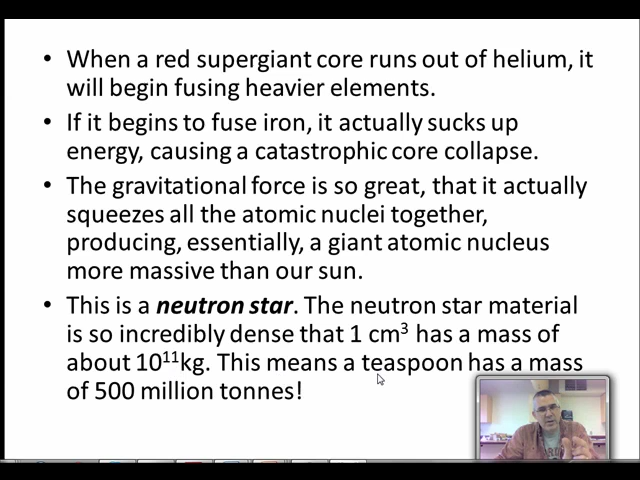 • When a red supergiant core runs out of helium, it
will begin fusing heavier elements.
• If it begins to fuse iron, it actually sucks up
energy, causing a catastrophic core collapse.
• The gravitational force is so great, that it actually
squeezes all the atomic nuclei together,
producing, essentially, a giant atomic nucleus
more massive than our sun.
• This is a neutron star. The neutron star material
is so incredibly dense that 1 cm³ has a mass of
about 10¹¹kg. This means a teaspoon has a mass
of 500 million tonnes!